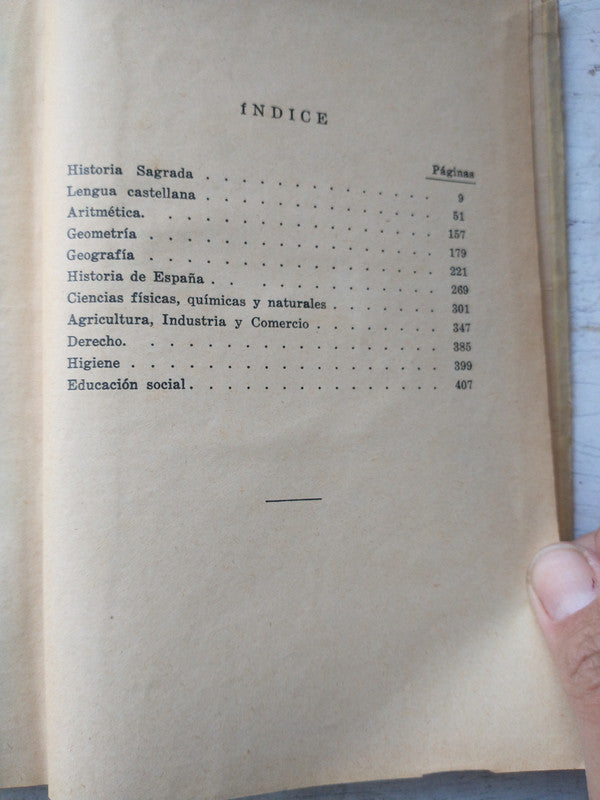 ÍNDICE
Páginas
Historia Sagrada . . . . . . . . . . . 9
Lengua castellana . . . . . . . . . . . 51
Aritmética. . . . . . . . . . . . . 157
Geometría . . . . . . . . . . . . . 179
Geografía . . . . . . . . . . . . . 221
Historia de España . . . . . . . . . . . 269
Ciencias físicas, químicas y naturales . . . . . . 301
Agricultura, Industria y Comercio . . . . . . . 347
Derecho. . . . . . . . . . . . . . 385
Higiene . . . . . . . . . . . . . . 399
Educación social . . . . . . . . . . . . 407